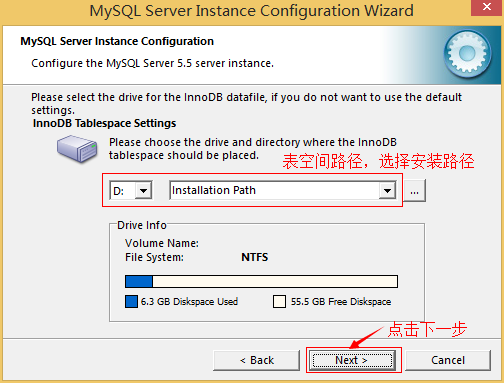 MySQL Server Instance Configuration Wizard
MySQL Server Instance Configuration
Configure the MySQL Server 5.5 server instance.
Please select the drive for the InnoDB datafile, if you do not want to use the default
settings.
InnoDB Tablespace Settings
Please choose the drive and directory where the InnoDB
tablespace should be placed.
表空间路径，选择安装路径
D:
Installation Path
...
Drive Info
Volume Name:
File System: NTFS
6.3 GB Diskspace Used
55.5 GB Free Diskspace
点击下一步
< Back
Next >
Cancel